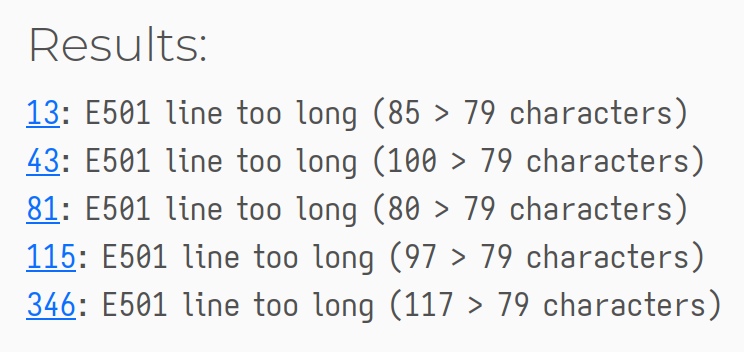 Results:
13: E501 line too long (85 > 79 characters)
43: E501 line too long (100 > 79 characters)
81: E501 line too long (80 > 79 characters)
115: E501 line too long (97 > 79 characters)
346: E501 line too long (117 > 79 characters)